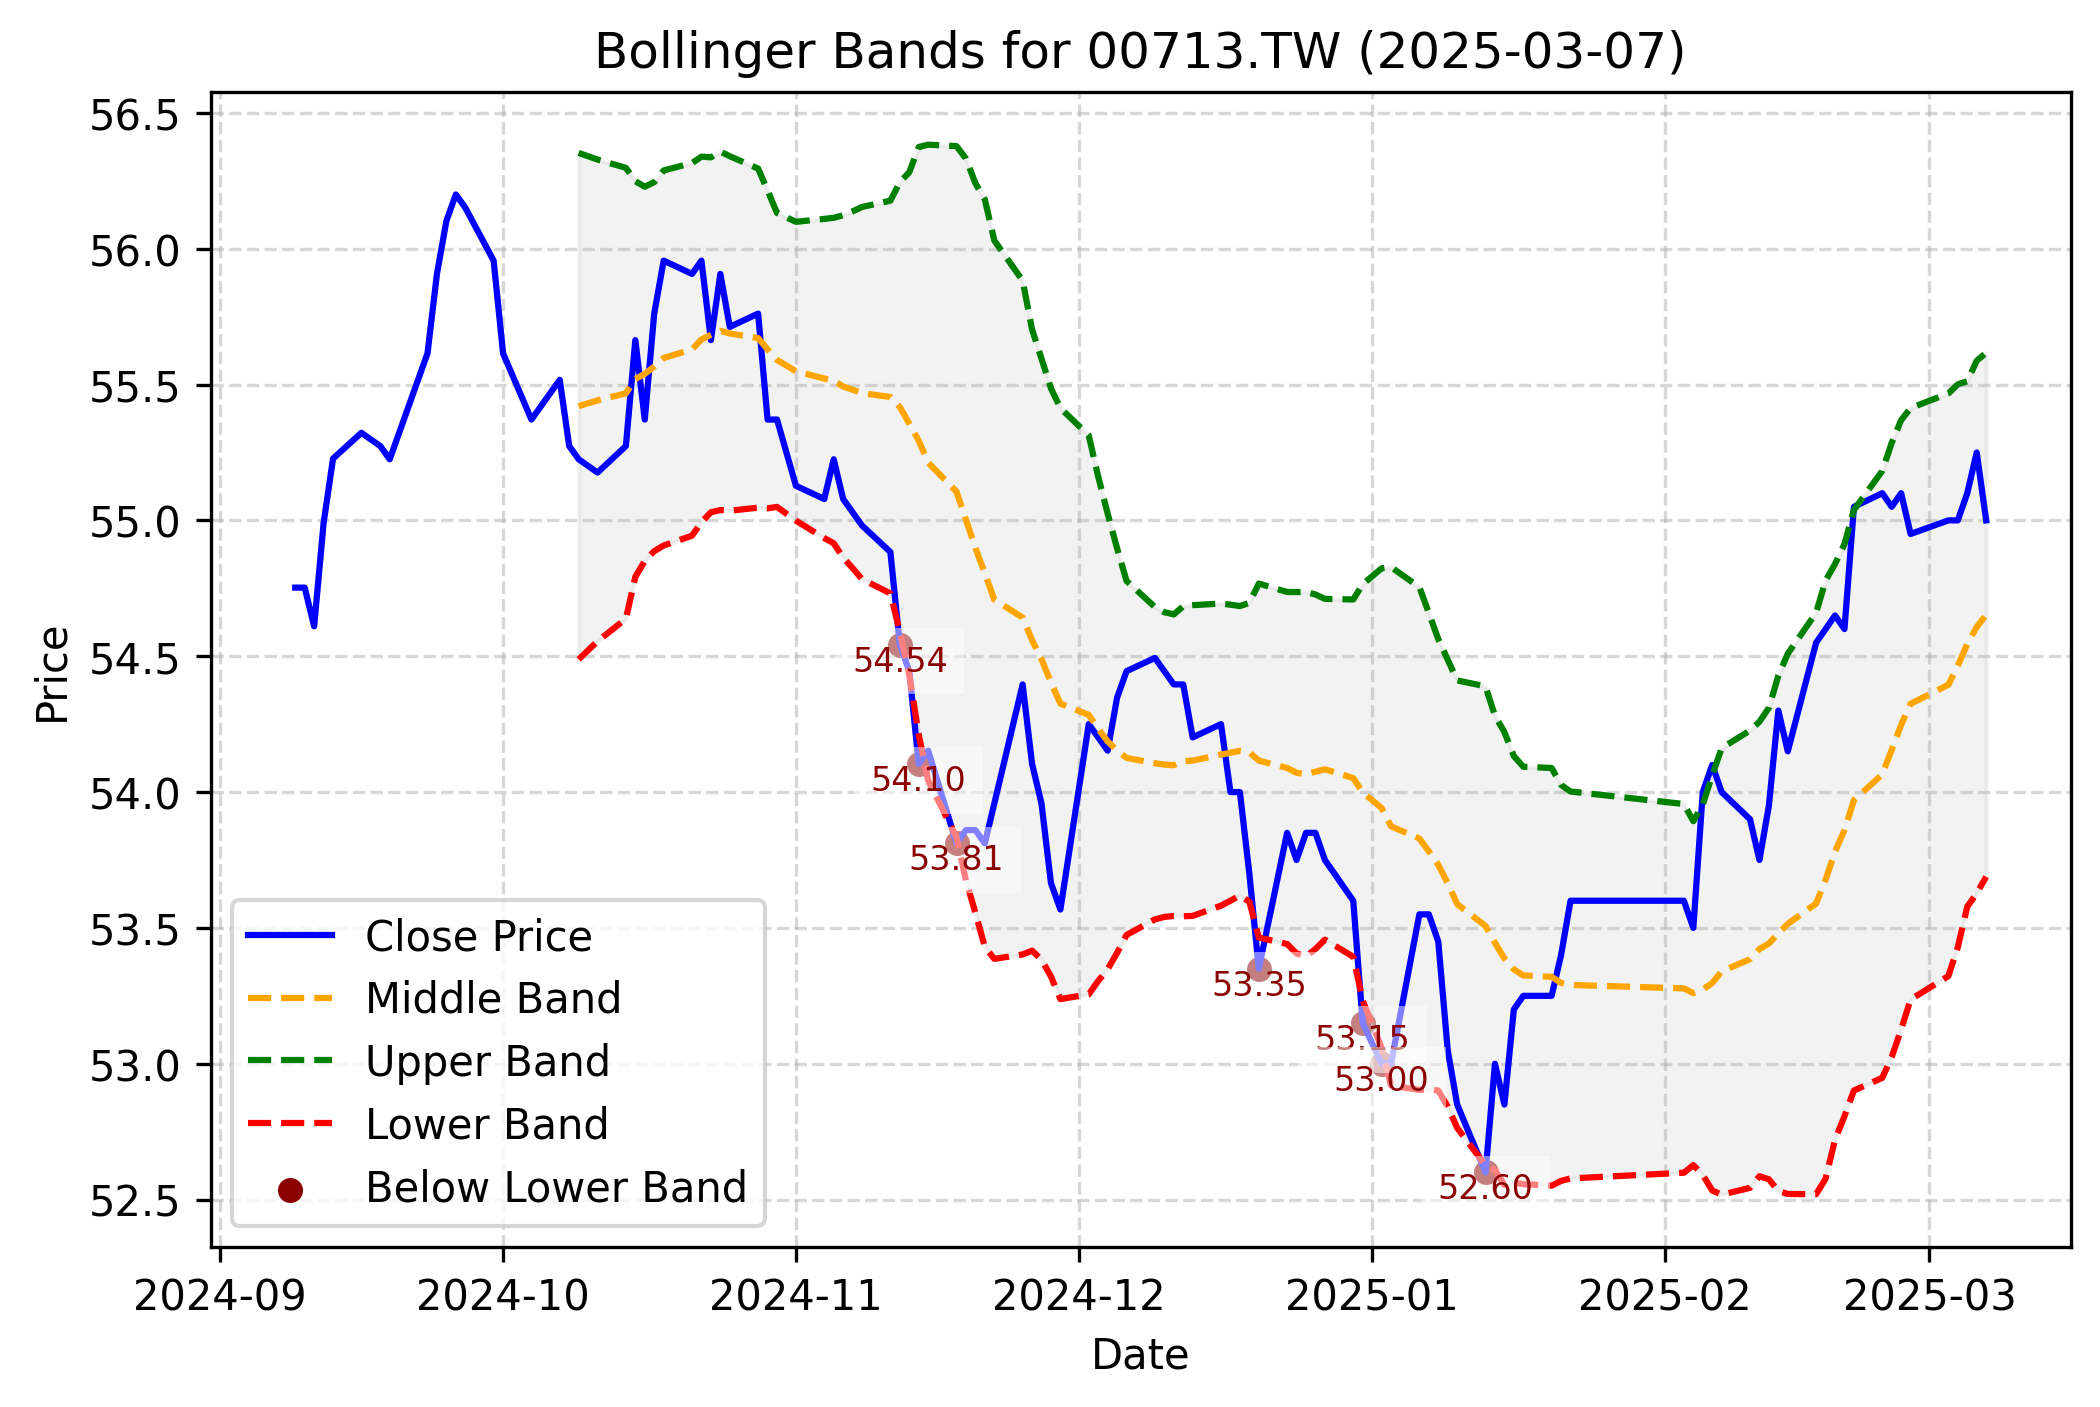 Bollinger Bands for 00713.TW (2025-03-07)
56.5
56.0
55.5
55.0
54.5
54.0
53.5
53.0
52.5
Price
54.54
54.10
53.81
53.35
53.15
53.00
52.60
Close Price
Middle Band
Upper Band
Lower Band
Below Lower Band
2024-09 2024-10 2024-11 2024-12 2025-01 2025-02 2025-03
Date